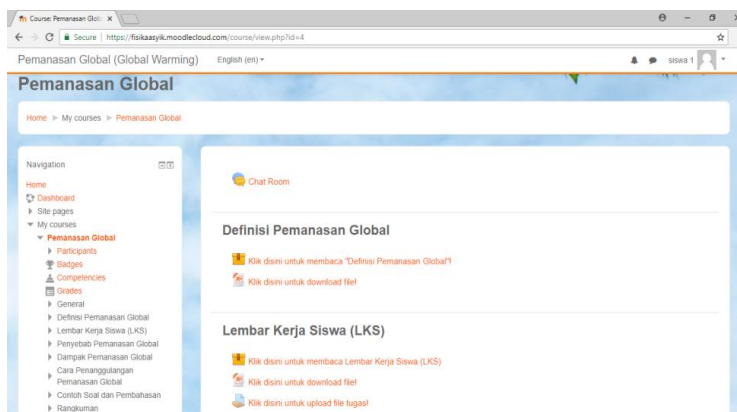 Course: Pemanasan Glob
Secure
https://fisikaasyik.moodlecloud.com/course/view.php?id=4
Pemanasan Global (Global Warming)
English (en)
siswa 1
Pemanasan Global
Home
My courses
Pemanasan Global
Navigation
Home
Dashboard
Site pages
My courses
Pemanasan Global
Participants
Badges
Competencies
Grades
General
Definisi Pemanasan Global
Lembar Kerja Siswa (LKS)
Penyebab Pemanasan Global
Dampak Pemanasan Global
Cara Penanggulangan
Pemanasan Global
Contoh Soal dan Pembahasan
Rangkuman
Chat Room
Definisi Pemanasan Global
Klik disini untuk membaca "Definisi Pemanasan Global"!
Klik disini untuk download file!
Lembar Kerja Siswa (LKS)
Klik disini untuk membaca Lembar Kerja Siswa (LKS)
Klik disini untuk download file!
Klik disini untuk upload file tugas!